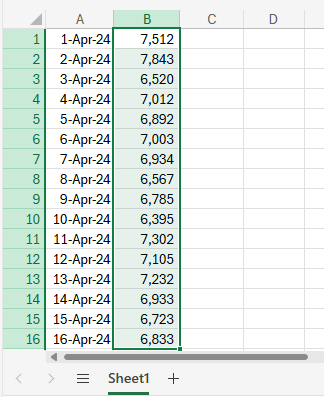 A B C D
1 1-Apr-24 7,512
2 2-Apr-24 7,843
3 3-Apr-24 6,520
4 4-Apr-24 7,012
5 5-Apr-24 6,892
6 6-Apr-24 7,003
7 7-Apr-24 6,934
8 8-Apr-24 6,567
9 9-Apr-24 6,785
10 10-Apr-24 6,395
11 11-Apr-24 7,302
12 12-Apr-24 7,105
13 13-Apr-24 7,232
14 14-Apr-24 6,933
15 15-Apr-24 6,723
16 16-Apr-24 6,833
Sheet1